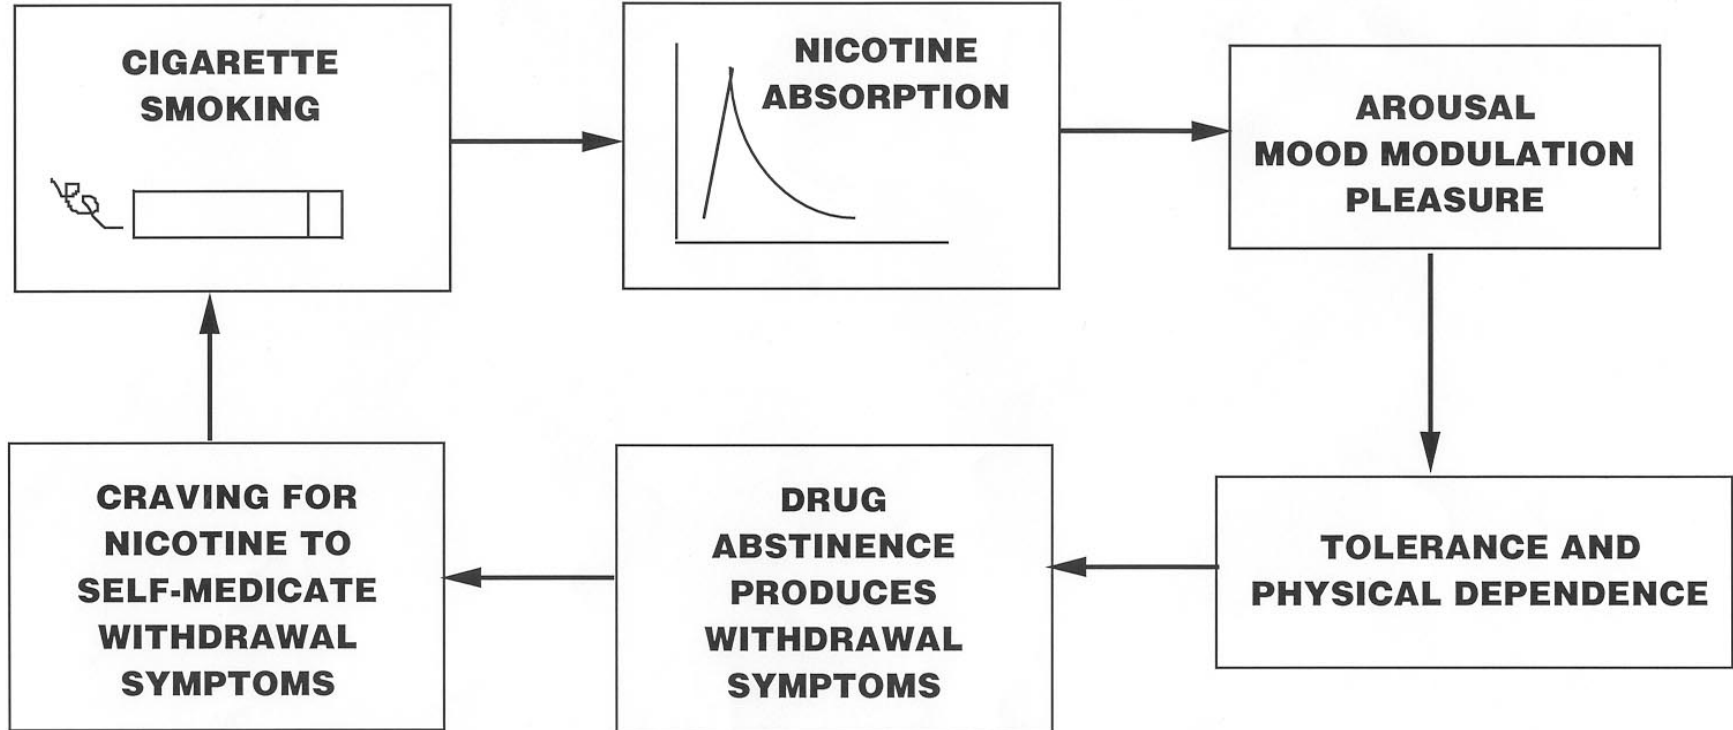 CIGARETTE
SMOKING
NICOTINE
ABSORPTION
AROUSAL
MOOD MODULATION
PLEASURE
TOLERANCE AND
PHYSICAL DEPENDENCE
DRUG
ABSTINENCE
PRODUCES
WITHDRAWAL
SYMPTOMS
CRAVING FOR
NICOTINE TO
SELF-MEDICATE
WITHDRAWAL
SYMPTOMS